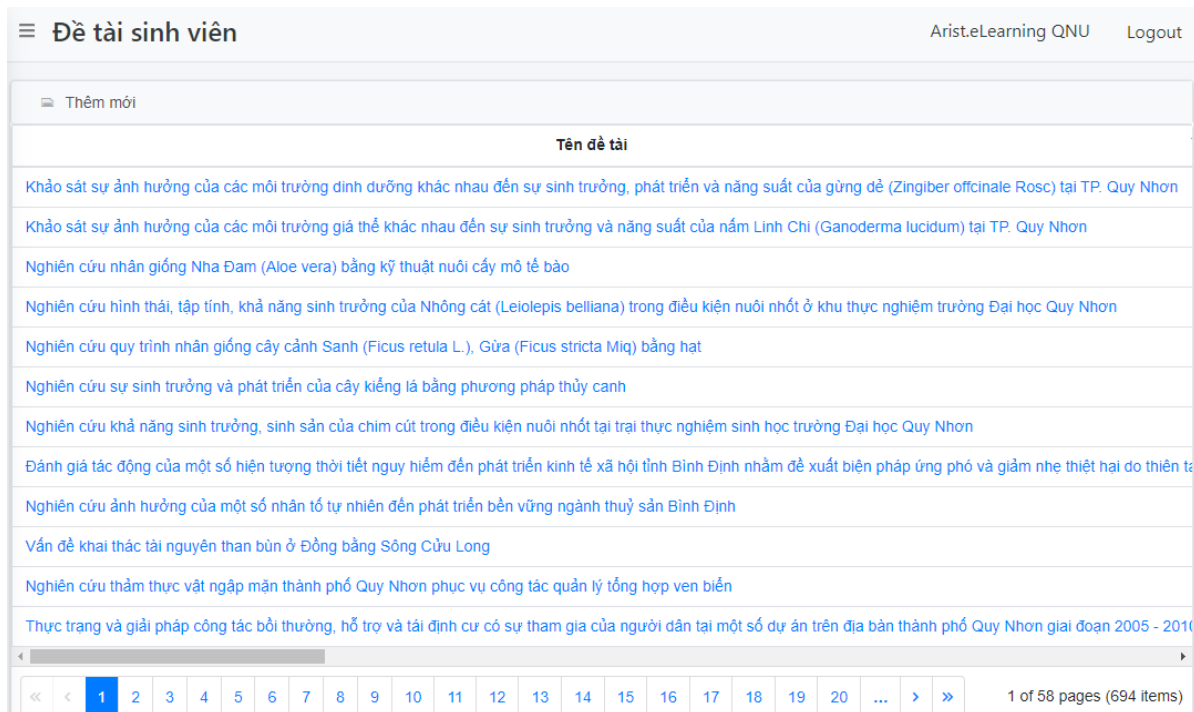 Đề tài sinh viên
Arist.eLearning QNU
Logout
Thêm mới
Tên đề tài
Khảo sát sự ảnh hưởng của các môi trường dinh dưỡng khác nhau đến sự sinh trưởng, phát triển và năng suất của gừng dẻ (Zingiber offcinale Rosc) tại TP. Quy Nhơn
Khảo sát sự ảnh hưởng của các môi trường giá thể khác nhau đến sự sinh trưởng và năng suất của nấm Linh Chi (Ganoderma lucidum) tại TP. Quy Nhơn
Nghiên cứu nhân giống Nha Đam (Aloe vera) bằng kỹ thuật nuôi cấy mô tế bào
Nghiên cứu hình thái, tập tính, khả năng sinh trưởng của Nhông cát (Leiolepis belliana) trong điều kiện nuôi nhốt ở khu thực nghiệm trường Đại học Quy Nhơn
Nghiên cứu quy trình nhân giống cây cảnh Sanh (Ficus retula L.), Gừa (Ficus stricta Miq) bằng hạt
Nghiên cứu sự sinh trưởng và phát triển của cây kiểng lá bằng phương pháp thủy canh
Nghiên cứu khả năng sinh trưởng, sinh sản của chim cút trong điều kiện nuôi nhốt tại trại thực nghiệm sinh học trường Đại học Quy Nhơn
Đánh giá tác động của một số hiện tượng thời tiết nguy hiểm đến phát triển kinh tế xã hội tỉnh Bình Định nhằm đề xuất biện pháp ứng phó và giảm nhẹ thiệt hại do thiên
Nghiên cứu ảnh hưởng của một số nhân tố tự nhiên đến phát triển bền vững ngành thuỷ sản Bình Định
Vấn đề khai thác tài nguyên than bùn ở Đồng bằng Sông Cửu Long
Nghiên cứu thảm thực vật ngập mặn thành phố Quy Nhơn phục vụ công tác quản lý tổng hợp ven biển
Thực trạng và giải pháp công tác bồi thường, hỗ trợ và tái định cư có sự tham gia của người dân tại một số dự án trên địa bàn thành phố Quy Nhơn giai đoạn 2005 - 2010
« < 1 2 3 4 5 6 7 8 9 10 11 12 13 14 15 16 17 18 19 20 ... > » 1 of 58 pages (694 items)